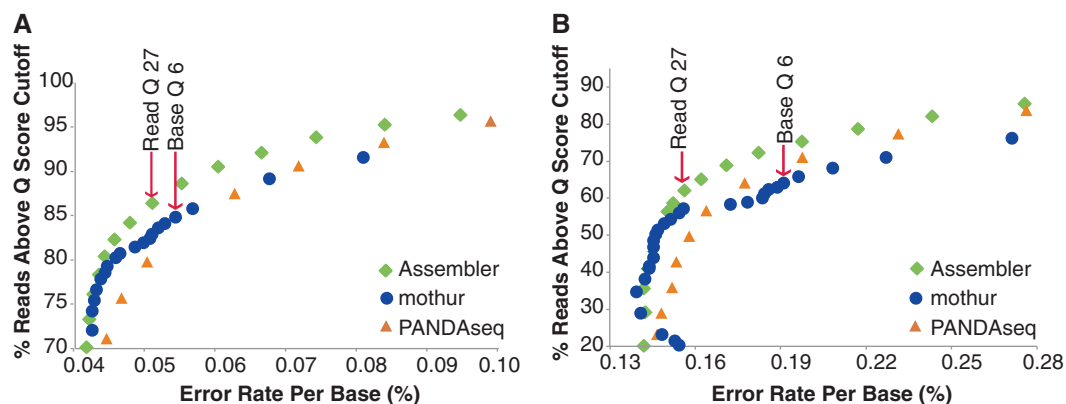 A
% Reads Above Q Score Cutoff
100
95
90
85
80
75
70
Read Q 27
Base Q 6
Assembler
mothur
PANDAseq
0.04 0.05 0.06 0.07 0.08 0.09 0.10
Error Rate Per Base (%)
B
% Reads Above Q Score Cutoff
90
80
70
60
50
40
30
20
Read Q 27
Base Q 6
Assembler
mothur
PANDAseq
0.13 0.16 0.19 0.22 0.25 0.28
Error Rate Per Base (%)